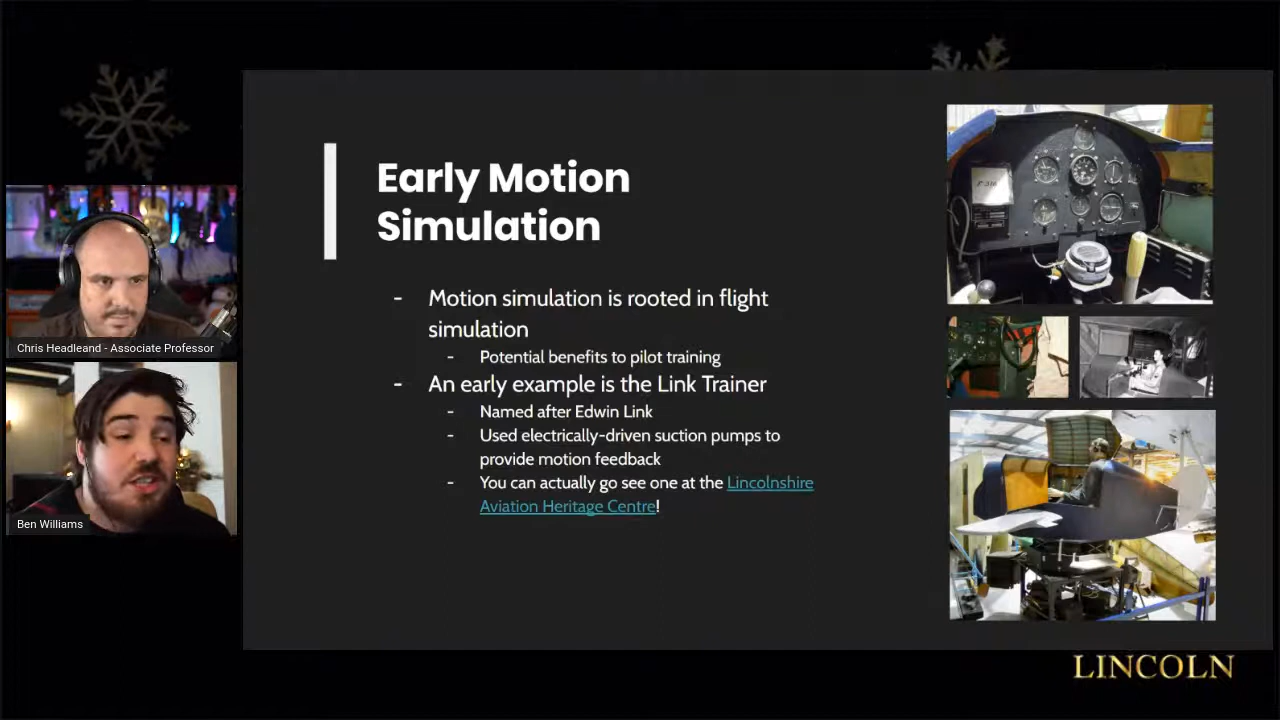 Early Motion
Simulation
- Motion simulation is rooted in flight
simulation
- Potential benefits to pilot training
- An early example is the Link Trainer
- Named after Edwin Link
- Used electrically-driven suction pumps to
provide motion feedback
- You can actually go see one at the Lincolnshire
Aviation Heritage Centre!
Chris Headleand - Associate Professor
Ben Williams
LINCOLN